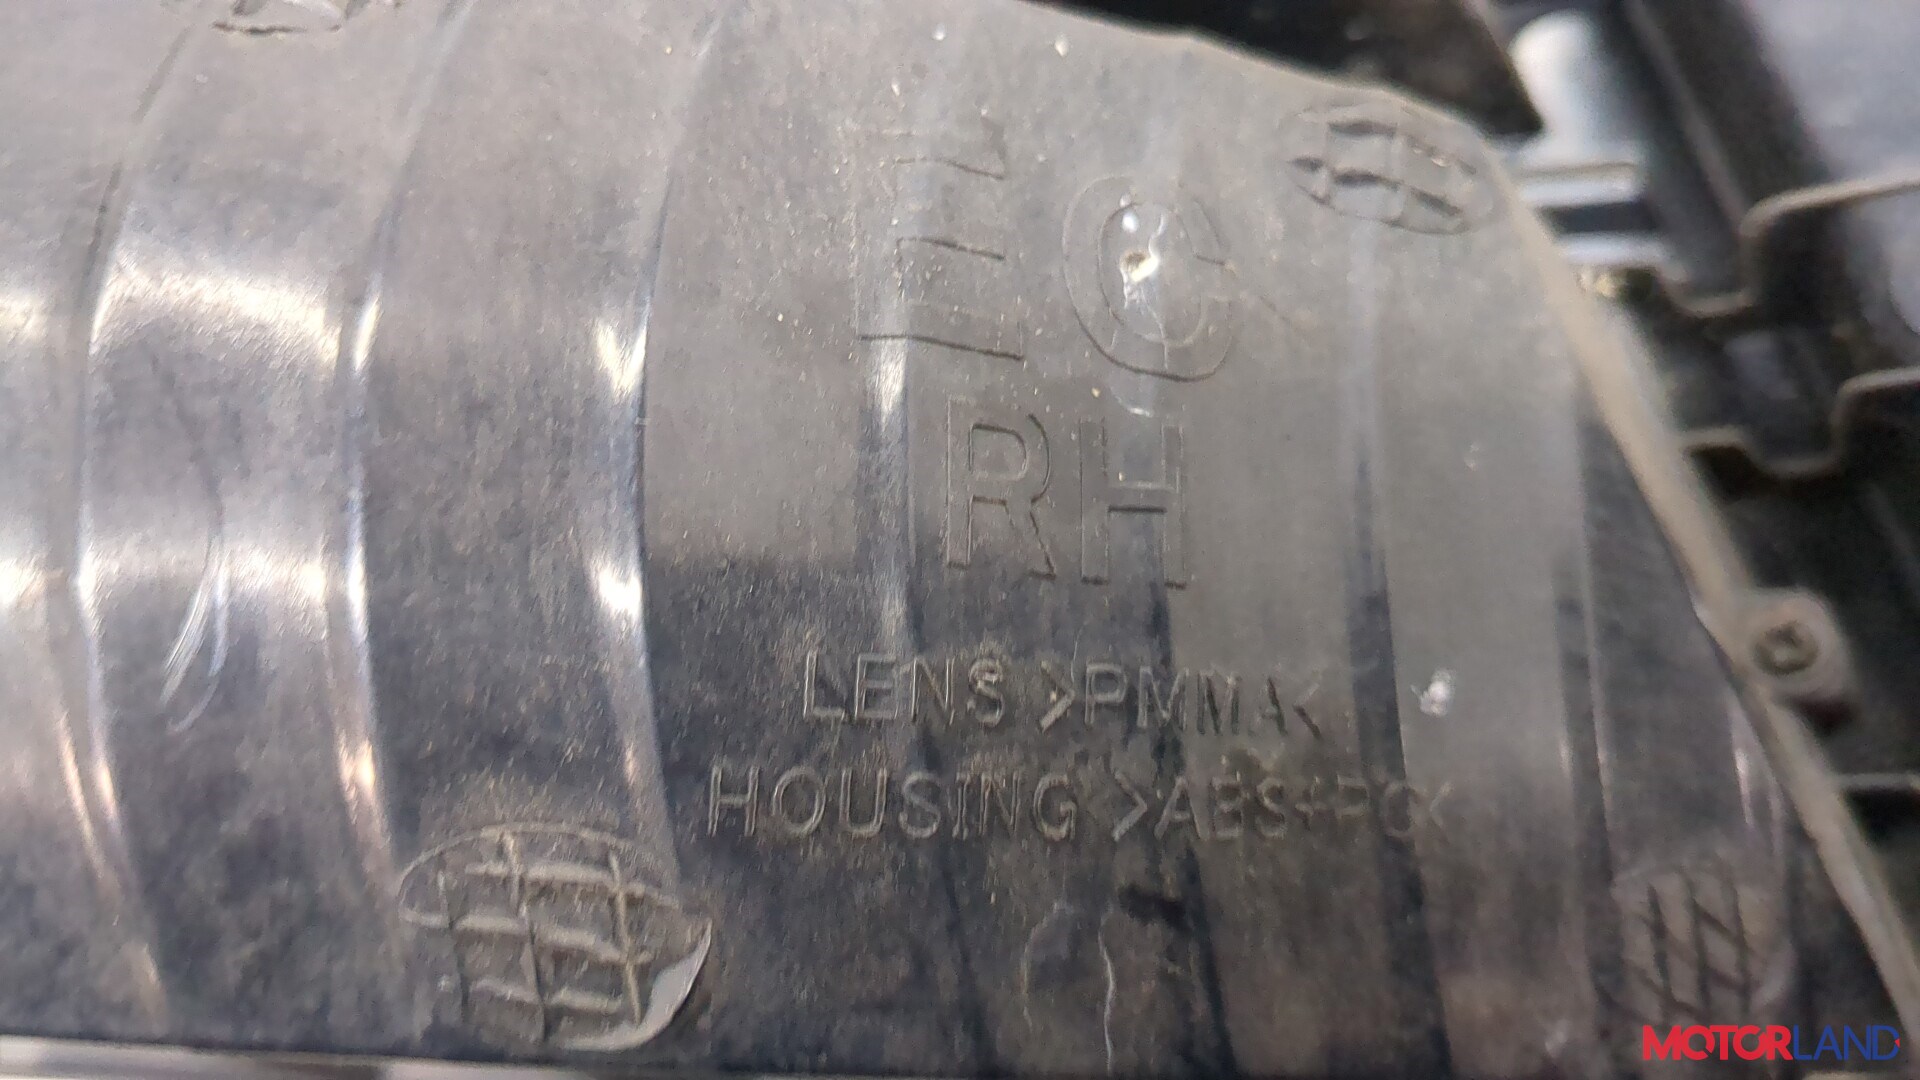 EC
RH
LENS >PMMA<
HOUSING >ABS+PC<
MOTORLAND